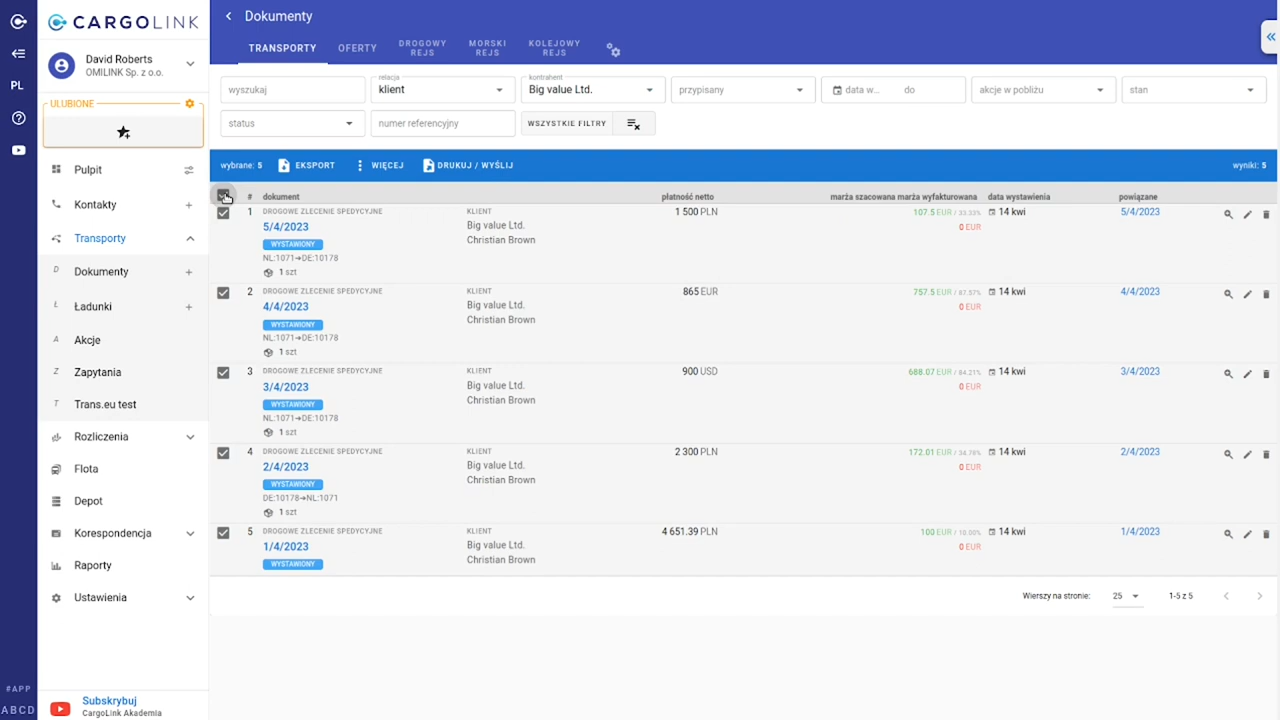 CARGOLINK
David Roberts
OMILINK Sp. z o.o.
PL
ULUBIONE
Pulpit
Kontakty
Transporty
D Dokumenty
Ł Ładunki
A Akcje
Z Zapytania
T Trans.eu test
Rozliczenia
Flota
Depot
Korespondencja
Raporty
Ustawienia
#APP
ABCD
Subskrybuj
CargoLink Akademia
Dokumenty
TRANSPORTY
OFERTY
DROGOWY REJS
MORSKI REJS
KOLEJOWY REJS
wyszukaj
relacja
klient
kontrahent
Big value Ltd.
przypisany
data w...
do
akcje w pobliżu
stan
status
numer referencyjny
WSZYSTKIE FILTRY
wybrane: 5
EKSPORT
WIĘCEJ
DRUKUJ / WYŚLIJ
wyniki: 5
# dokument płatność netto marża szacowana marża wyfakturowana data wystawienia powiązane
1 DROGOWE ZLECENIE SPEDYCYJNE KLIENT 1 500 PLN 107.5 EUR / 33.33% 14 kwi 5/4/2023
5/4/2023 Big value Ltd. 0 EUR
WYSTAWIONY Christian Brown
NL:1071➔DE:10178
1 szt
2 DROGOWE ZLECENIE SPEDYCYJNE KLIENT 865 EUR 757.5 EUR / 87.57% 14 kwi 4/4/2023
4/4/2023 Big value Ltd. 0 EUR
WYSTAWIONY Christian Brown
NL:1071➔DE:10178
1 szt
3 DROGOWE ZLECENIE SPEDYCYJNE KLIENT 900 USD 688.07 EUR / 84.21% 14 kwi 3/4/2023
3/4/2023 Big value Ltd. 0 EUR
WYSTAWIONY Christian Brown
NL:1071➔DE:10178
1 szt
4 DROGOWE ZLECENIE SPEDYCYJNE KLIENT 2 300 PLN 172.01 EUR / 34.78% 14 kwi 2/4/2023
2/4/2023 Big value Ltd. 0 EUR
WYSTAWIONY Christian Brown
DE:10178➔NL:1071
1 szt
5 DROGOWE ZLECENIE SPEDYCYJNE KLIENT 4 651.39 PLN 100 EUR / 10.00% 14 kwi 1/4/2023
1/4/2023 Big value Ltd. 0 EUR
WYSTAWIONY Christian Brown
Wierszy na stronie: 25 1-5 z 5